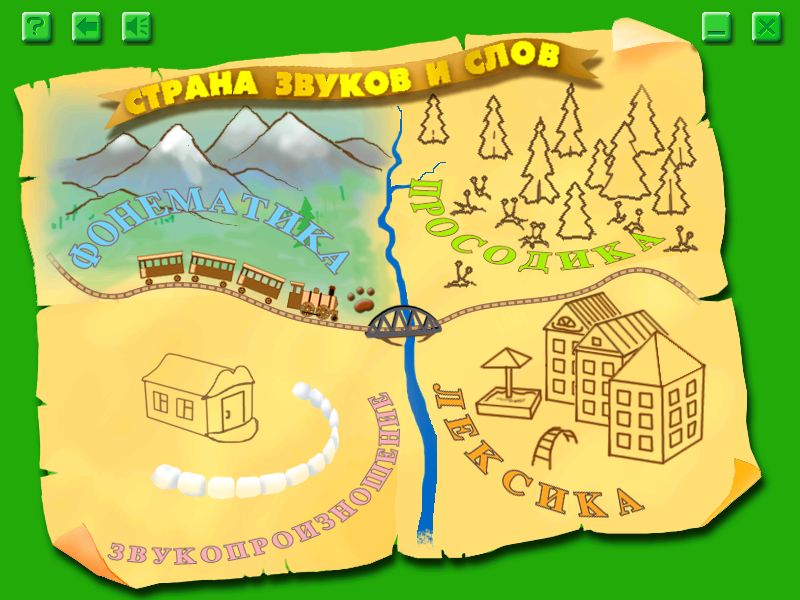 СТРАНА ЗВУКОВ И СЛОВ
ФОНЕМАТИКА
ПРОСОДИКА
ЗВУКОПРОИЗНОШЕНИЕ
ЛЕКСИКА